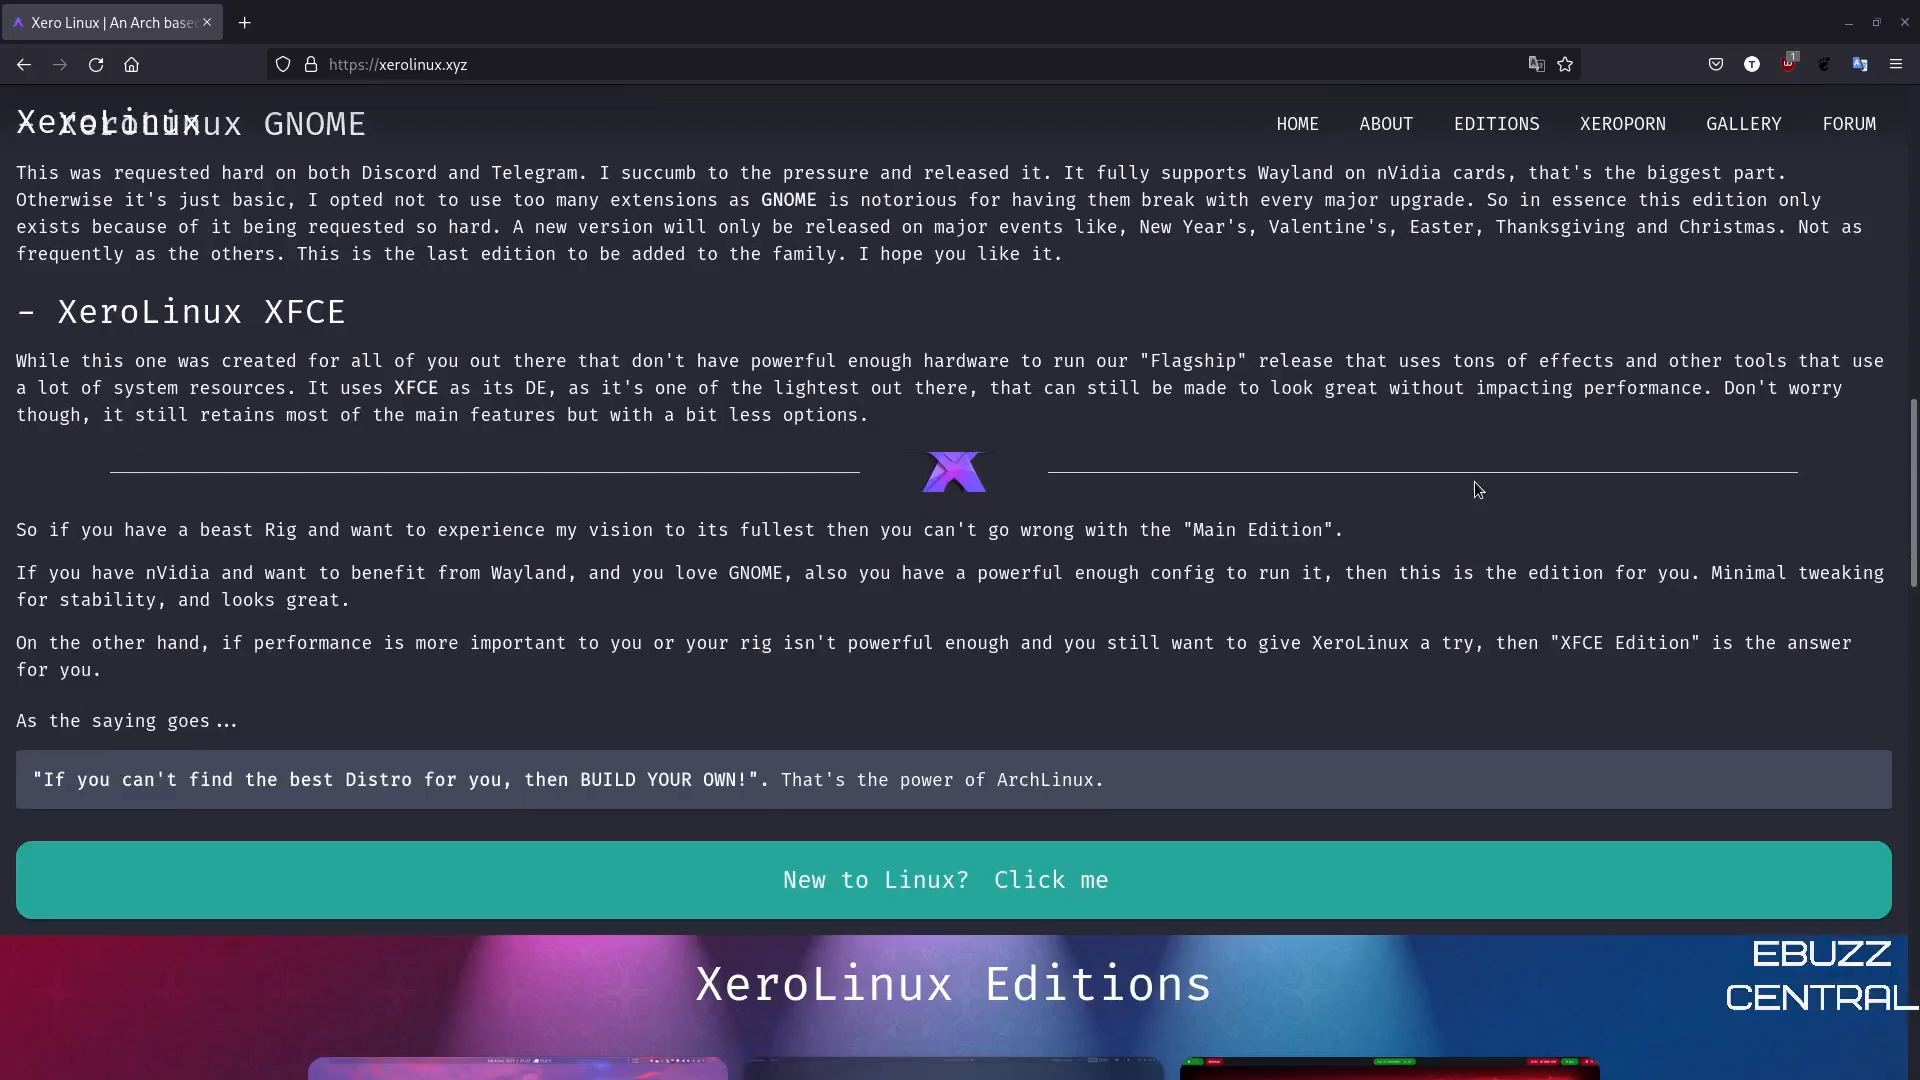 Xero Linux | An Arch base
https://xerolinux.xyz
1
XeroLinux
- XeroLinux GNOME
HOME ABOUT EDITIONS XEROPORN GALLERY FORUM
This was requested hard on both Discord and Telegram. I succumb to the pressure and released it. It fully supports Wayland on nVidia cards, that's the biggest part.
Otherwise it's just basic, I opted not to use too many extensions as GNOME is notorious for having them break with every major upgrade. So in essence this edition only
exists because of it being requested so hard. A new version will only be released on major events like, New Year's, Valentine's, Easter, Thanksgiving and Christmas. Not as
frequently as the others. This is the last edition to be added to the family. I hope you like it.
- XeroLinux XFCE
While this one was created for all of you out there that don't have powerful enough hardware to run our "Flagship" release that uses tons of effects and other tools that use
a lot of system resources. It uses XFCE as its DE, as it's one of the lightest out there, that can still be made to look great without impacting performance. Don't worry
though, it still retains most of the main features but with a bit less options.
So if you have a beast Rig and want to experience my vision to its fullest then you can't go wrong with the "Main Edition".
If you have nVidia and want to benefit from Wayland, and you love GNOME, also you have a powerful enough config to run it, then this is the edition for you. Minimal tweaking
for stability, and looks great.
On the other hand, if performance is more important to you or your rig isn't powerful enough and you still want to give XeroLinux a try, then "XFCE Edition" is the answer
for you.
As the saying goes...
"If you can't find the best Distro for you, then BUILD YOUR OWN!". That's the power of ArchLinux.
New to Linux? Click me
XeroLinux Editions
EBUZZ
CENTRAL